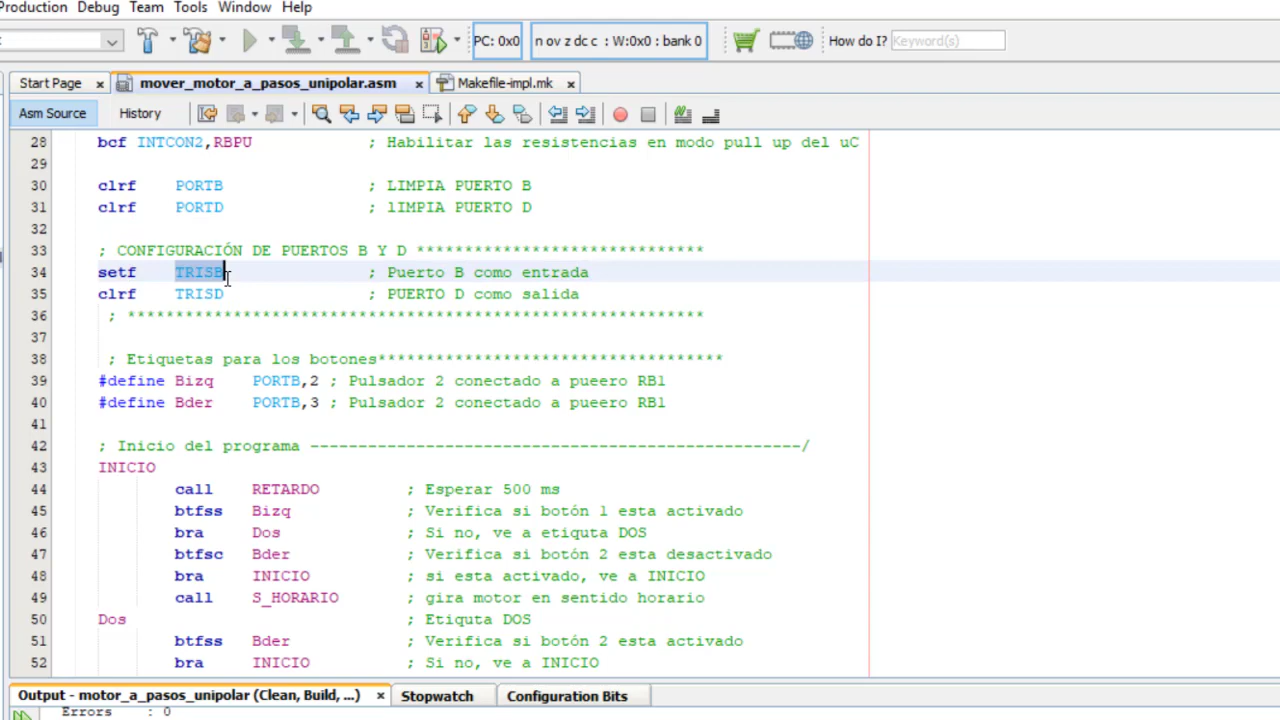 Production Debug Team Tools Window Help
PC: 0x0 n ov z dc c : W:0x0 : bank 0 How do I? Keyword(s)
Start Page mover_motor_a_pasos_unipolar.asm Makefile-impl.mk
Asm Source History
28 bcf INTCON2,RBPU ; Habilitar las resistencias en modo pull up del uC
29
30 clrf PORTB ; LIMPIA PUERTO B
31 clrf PORTD ; lIMPIA PUERTO D
32
33 ; CONFIGURACIÓN DE PUERTOS B Y D ******************************
34 setf TRISB ; Puerto B como entrada
35 clrf TRISD ; PUERTO D como salida
36 ; ************************************************************
37
38 ; Etiquetas para los botones************************************
39 #define Bizq PORTB,2 ; Pulsador 2 conectado a pueero RB1
40 #define Bder PORTB,3 ; Pulsador 2 conectado a pueero RB1
41
42 ; Inicio del programa ---------------------------------------------------/
43 INICIO
44 call RETARDO ; Esperar 500 ms
45 btfss Bizq ; Verifica si botón 1 esta activado
46 bra Dos ; Si no, ve a etiquta DOS
47 btfsc Bder ; Verifica si botón 2 esta desactivado
48 bra INICIO ; si esta activado, ve a INICIO
49 call S_HORARIO ; gira motor en sentido horario
50 Dos ; Etiquta DOS
51 btfss Bder ; Verifica si botón 2 esta activado
52 bra INICIO ; Si no, ve a INICIO
Output - motor_a_pasos_unipolar (Clean, Build, ...) Stopwatch Configuration Bits
Errors : 0